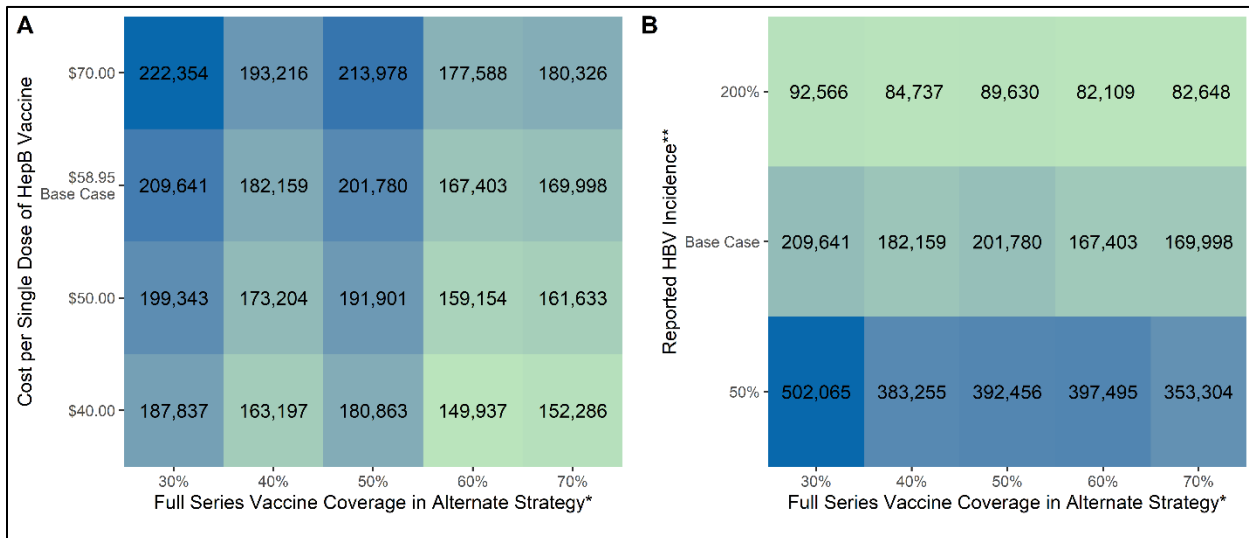 A
Cost per Single Dose of HepB Vaccine
$70.00
222,354 193,216 213,978 177,588 180,326
$58.95
Base Case
209,641 182,159 201,780 167,403 169,998
$50.00
199,343 173,204 191,901 159,154 161,633
$40.00
187,837 163,197 180,863 149,937 152,286
30% 40% 50% 60% 70%
Full Series Vaccine Coverage in Alternate Strategy*
B
Reported HBV Incidence**
200%
92,566 84,737 89,630 82,109 82,648
Base Case
209,641 182,159 201,780 167,403 169,998
50%
502,065 383,255 392,456 397,495 353,304
30% 40% 50% 60% 70%
Full Series Vaccine Coverage in Alternate Strategy*